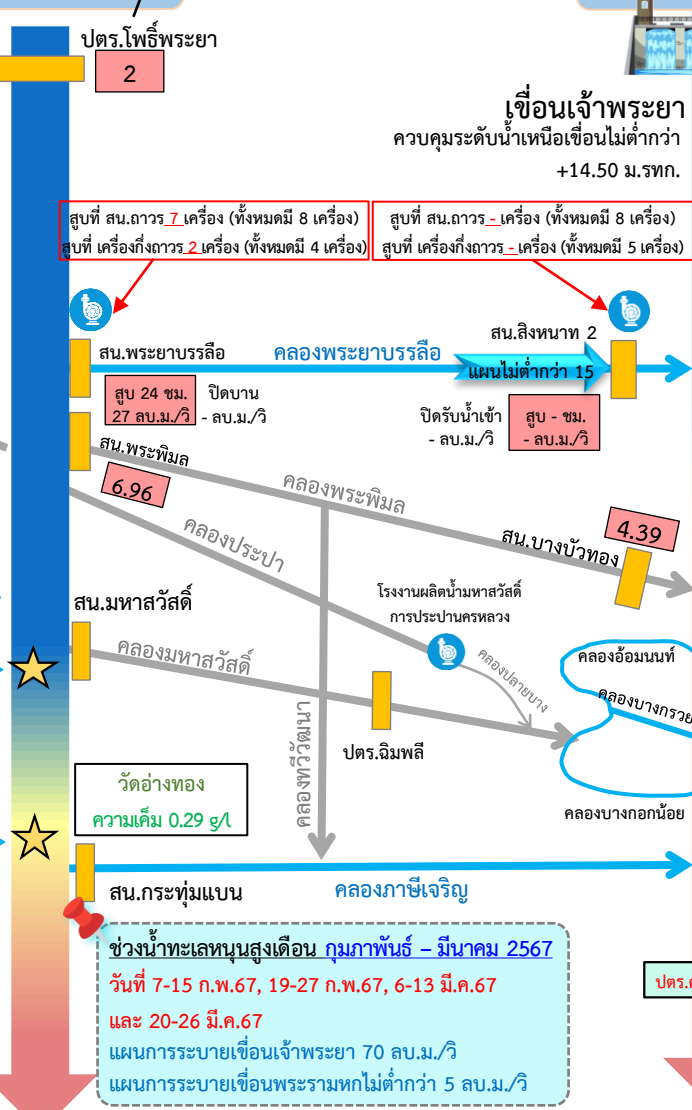 ปตร.โพธิ์พระยา
2
เขื่อนเจ้าพระยา
ควบคุมระดับน้ำเหนือเขื่อนไม่ต่ำกว่า
+14.50 ม.รทก.
สูบที่ สน.ถาวร 7 เครื่อง (ทั้งหมดมี 8 เครื่อง)
สูบที่ เครื่องกึ่งถาวร 2 เครื่อง (ทั้งหมดมี 4 เครื่อง)
สูบที่ สน.ถาวร - เครื่อง (ทั้งหมดมี 8 เครื่อง)
สูบที่ เครื่องกึ่งถาวร - เครื่อง (ทั้งหมดมี 5 เครื่อง)
สน.พระยาบรรลือ
คลองพระยาบรรลือ
สน.สิงหนาท 2
แผนไม่ต่ำกว่า 15
สูบ 24 ชม.
27 ลบ.ม./วิ
ปิดบาน
- ลบ.ม./วิ
ปิดรับน้ำเข้า
- ลบ.ม./วิ
สูบ - ชม.
- ลบ.ม./วิ
สน.พระพิมล
6.96
คลองพระพิมล
สน.บางบัวทอง
4.39
คลองประปา
สน.มหาสวัสดิ์
คลองมหาสวัสดิ์
โรงงานผลิตน้ำมหาสวัสดิ์
การประปานครหลวง
คลองปลายบาง
คลองอ้อมนนท์
คลองบางกรวย
คลองทวีวัฒนา
ปตร.ฉิมพลี
คลองบางกอกน้อย
วัดอ่างทอง
ความเค็ม 0.29 g/l
สน.กระทุ่มแบน
คลองภาษีเจริญ
ช่วงน้ำทะเลหนุนสูงเดือน กุมภาพันธ์ – มีนาคม 2567
วันที่ 7-15 ก.พ.67, 19-27 ก.พ.67, 6-13 มี.ค.67
และ 20-26 มี.ค.67
แผนการระบายเขื่อนเจ้าพระยา 70 ลบ.ม./วิ
แผนการระบายเขื่อนพระรามหกไม่ต่ำกว่า 5 ลบ.ม./วิ
ปตร.